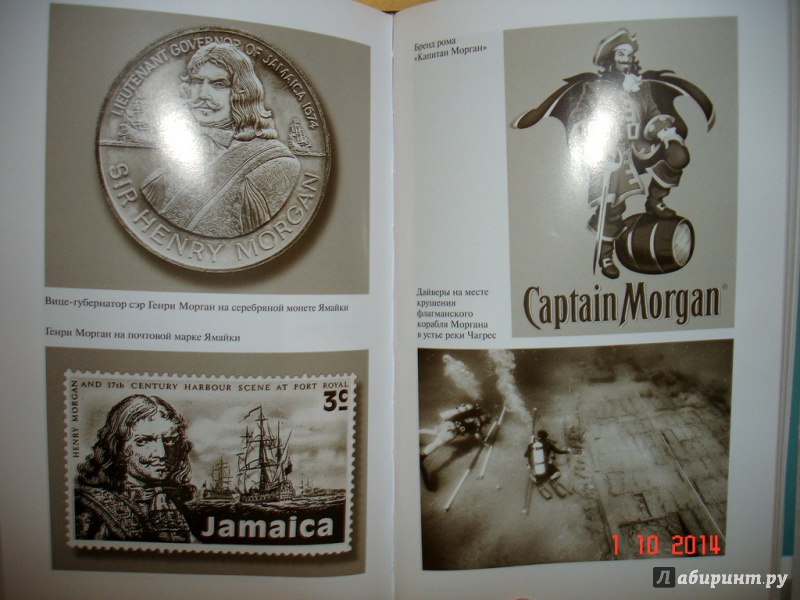 LIEUTENANT GOVERNOR OF JAMAICA 1674
SIR HENRY MORGAN
Вице-губернатор сэр Генри Морган на серебряной монете Ямайки
Генри Морган на почтовой марке Ямайки
HENRY MORGAN AND 17th CENTURY HARBOUR SCENE AT PORT ROYAL
3c
Jamaica
Бренд рома
«Капитан Морган»
Captain Morgan®
Дайверы на месте
крушения
флагманского
корабля Моргана
в устье реки Чагрес
1 10 2014
Лабиринт.ру